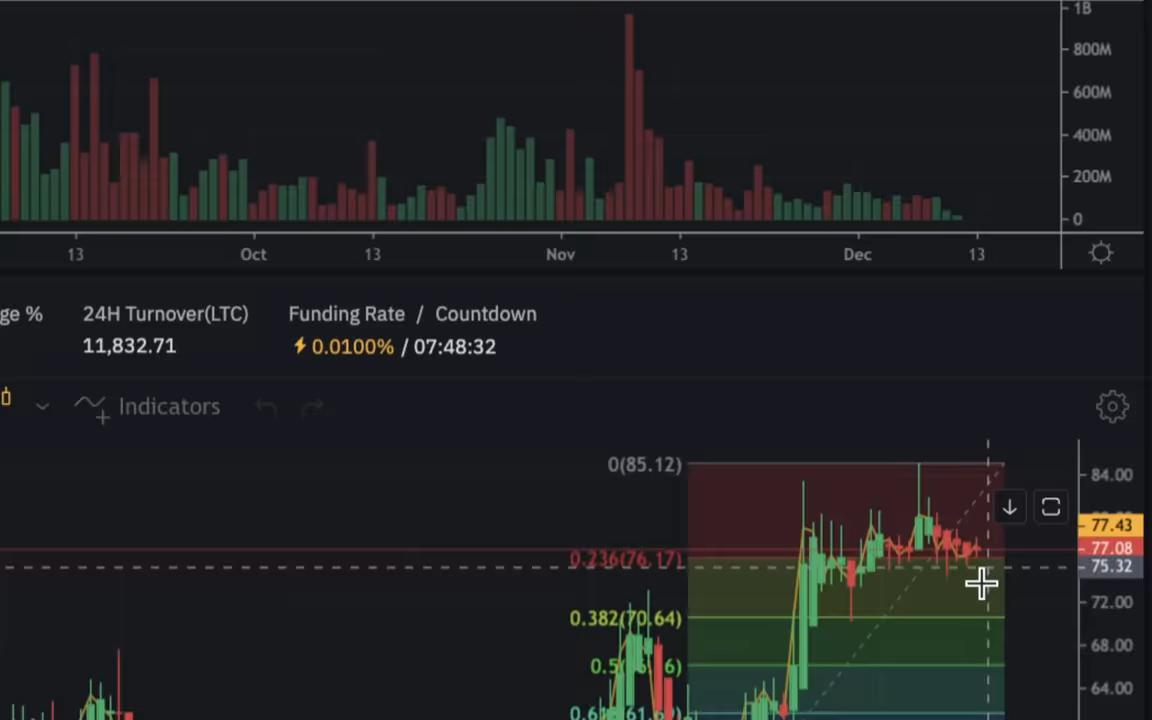 1B
800M
600M
400M
200M
0
13 Oct 13 Nov 13 Dec 13
ge % 24H Turnover(LTC) Funding Rate / Countdown
11,832.71 0.0100% / 07:48:32
Indicators
0(85.12)
84.00
77.43
77.08
0.236(76.17)
75.32
72.00
0.382(70.64)
68.00
64.00